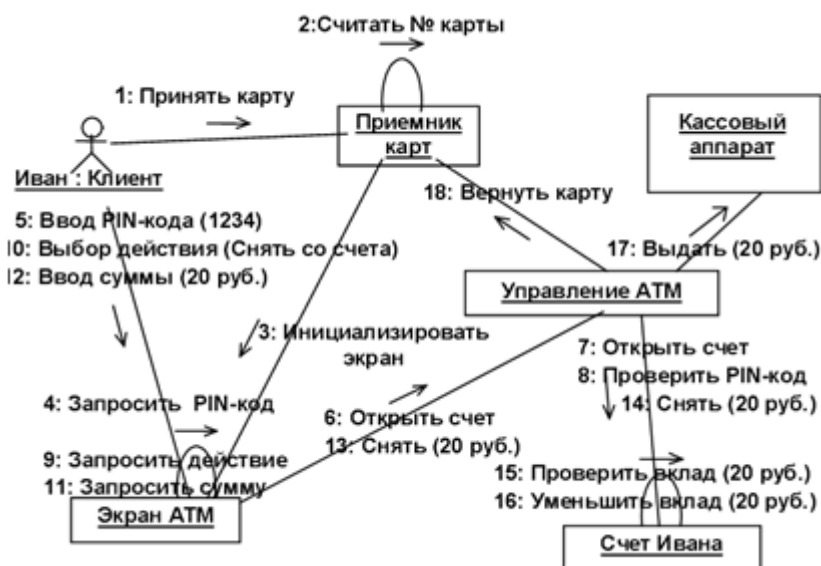 2:Считать № карты
1: Принять карту
Приемник
карт
Кассовый
аппарат
Иван : Клиент
18: Вернуть карту
5: Ввод PIN-кода (1234)
10: Выбор действия (Снять со счета)
12: Ввод суммы (20 руб.)
17: Выдать (20 руб.)
Управление АТМ
3: Инициализировать
экран
7: Открыть счет
8: Проверить PIN-код
14: Снять (20 руб.)
4: Запросить PIN-код
6: Открыть счет
13: Снять (20 руб.)
9: Запросить действие
11: Запросить сумму
15: Проверить вклад (20 руб.)
16: Уменьшить вклад (20 руб.)
Экран АТМ
Счет Ивана